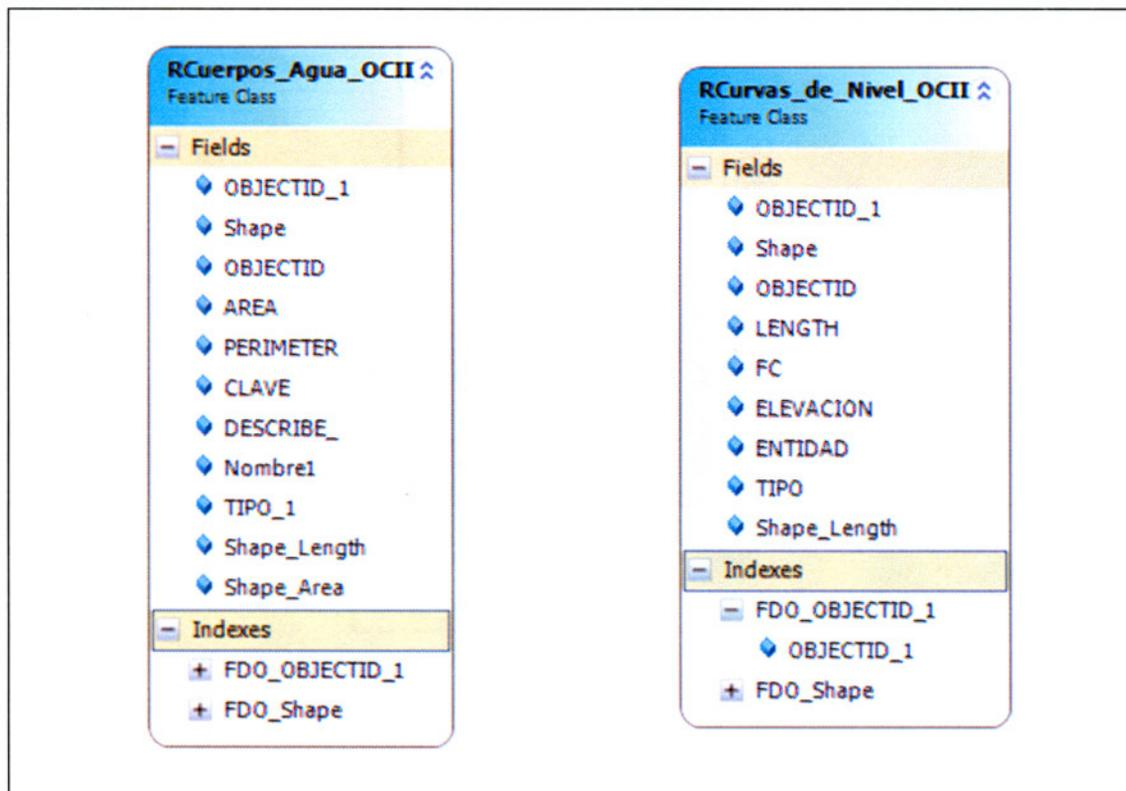 RCuerpos_Agua_OCII
Feature Class
Fields
OBJECTID_1
Shape
OBJECTID
AREA
PERIMETER
CLAVE
DESCRIBE_
Nombre1
TIPO_1
Shape_Length
Shape_Area
Indexes
FDO_OBJECTID_1
FDO_Shape
RCurvas_de_Nivel_OCII
Feature Class
Fields
OBJECTID_1
Shape
OBJECTID
LENGTH
FC
ELEVACION
ENTIDAD
TIPO
Shape_Length
Indexes
FDO_OBJECTID_1
OBJECTID_1
FDO_Shape